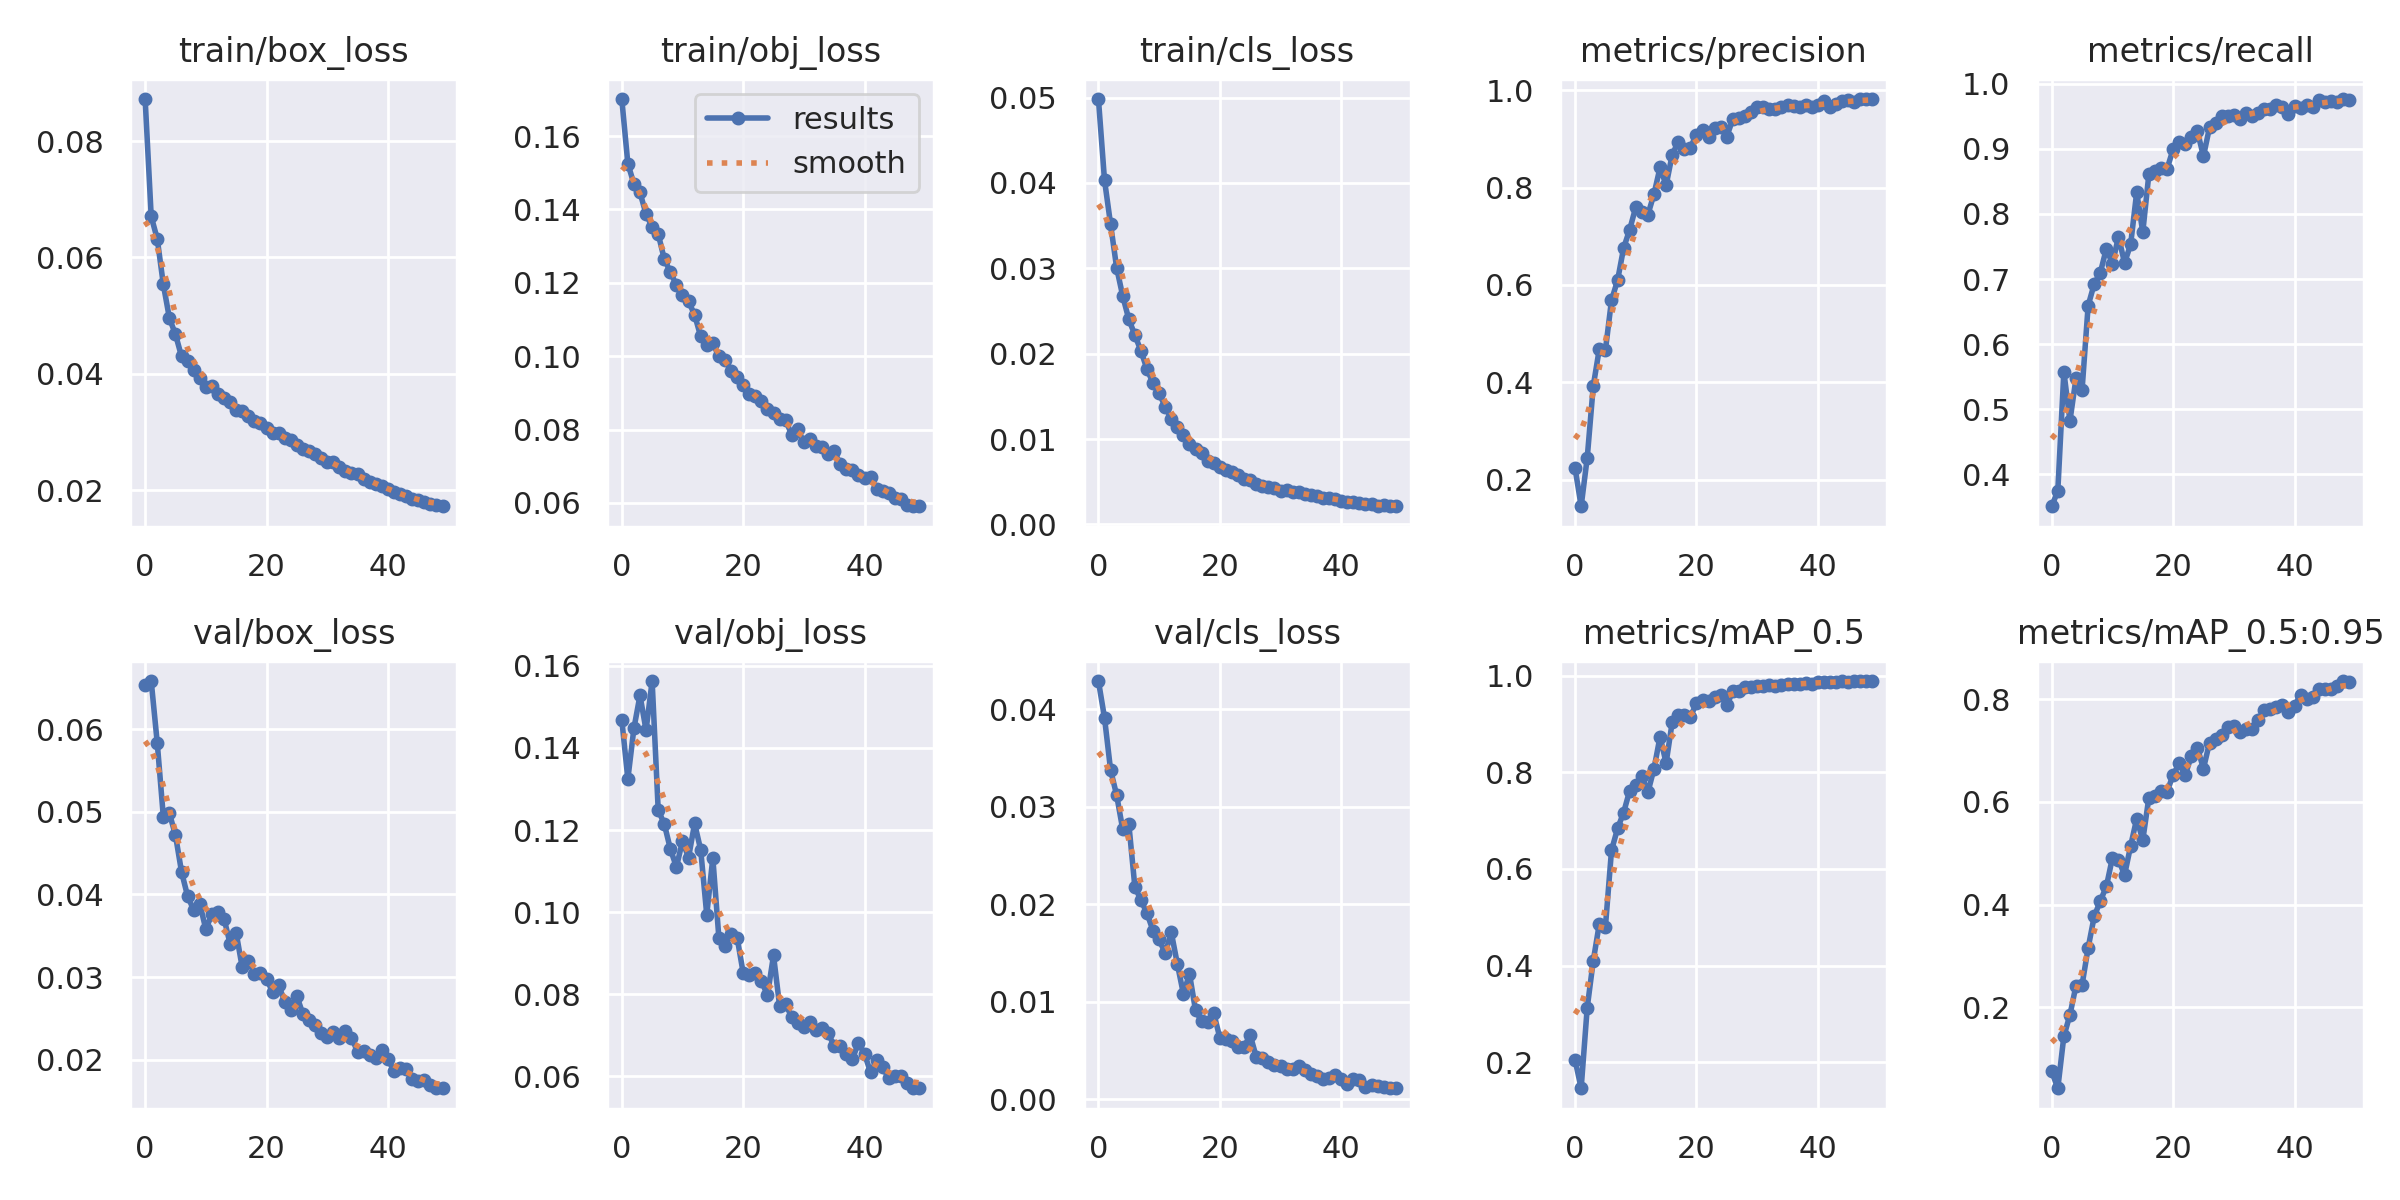 train/box_loss
0.08
0.06
0.04
0.02
0 20 40
train/obj_loss
results
smooth
0.16
0.14
0.12
0.10
0.08
0.06
0 20 40
train/cls_loss
0.05
0.04
0.03
0.02
0.01
0.00
0 20 40
metrics/precision
1.0
0.8
0.6
0.4
0.2
0 20 40
metrics/recall
1.0
0.9
0.8
0.7
0.6
0.5
0.4
0 20 40
val/box_loss
0.06
0.05
0.04
0.03
0.02
0 20 40
val/obj_loss
0.16
0.14
0.12
0.10
0.08
0.06
0 20 40
val/cls_loss
0.04
0.03
0.02
0.01
0.00
0 20 40
metrics/mAP_0.5
1.0
0.8
0.6
0.4
0.2
0 20 40
metrics/mAP_0.5:0.95
0.8
0.6
0.4
0.2
0 20 40